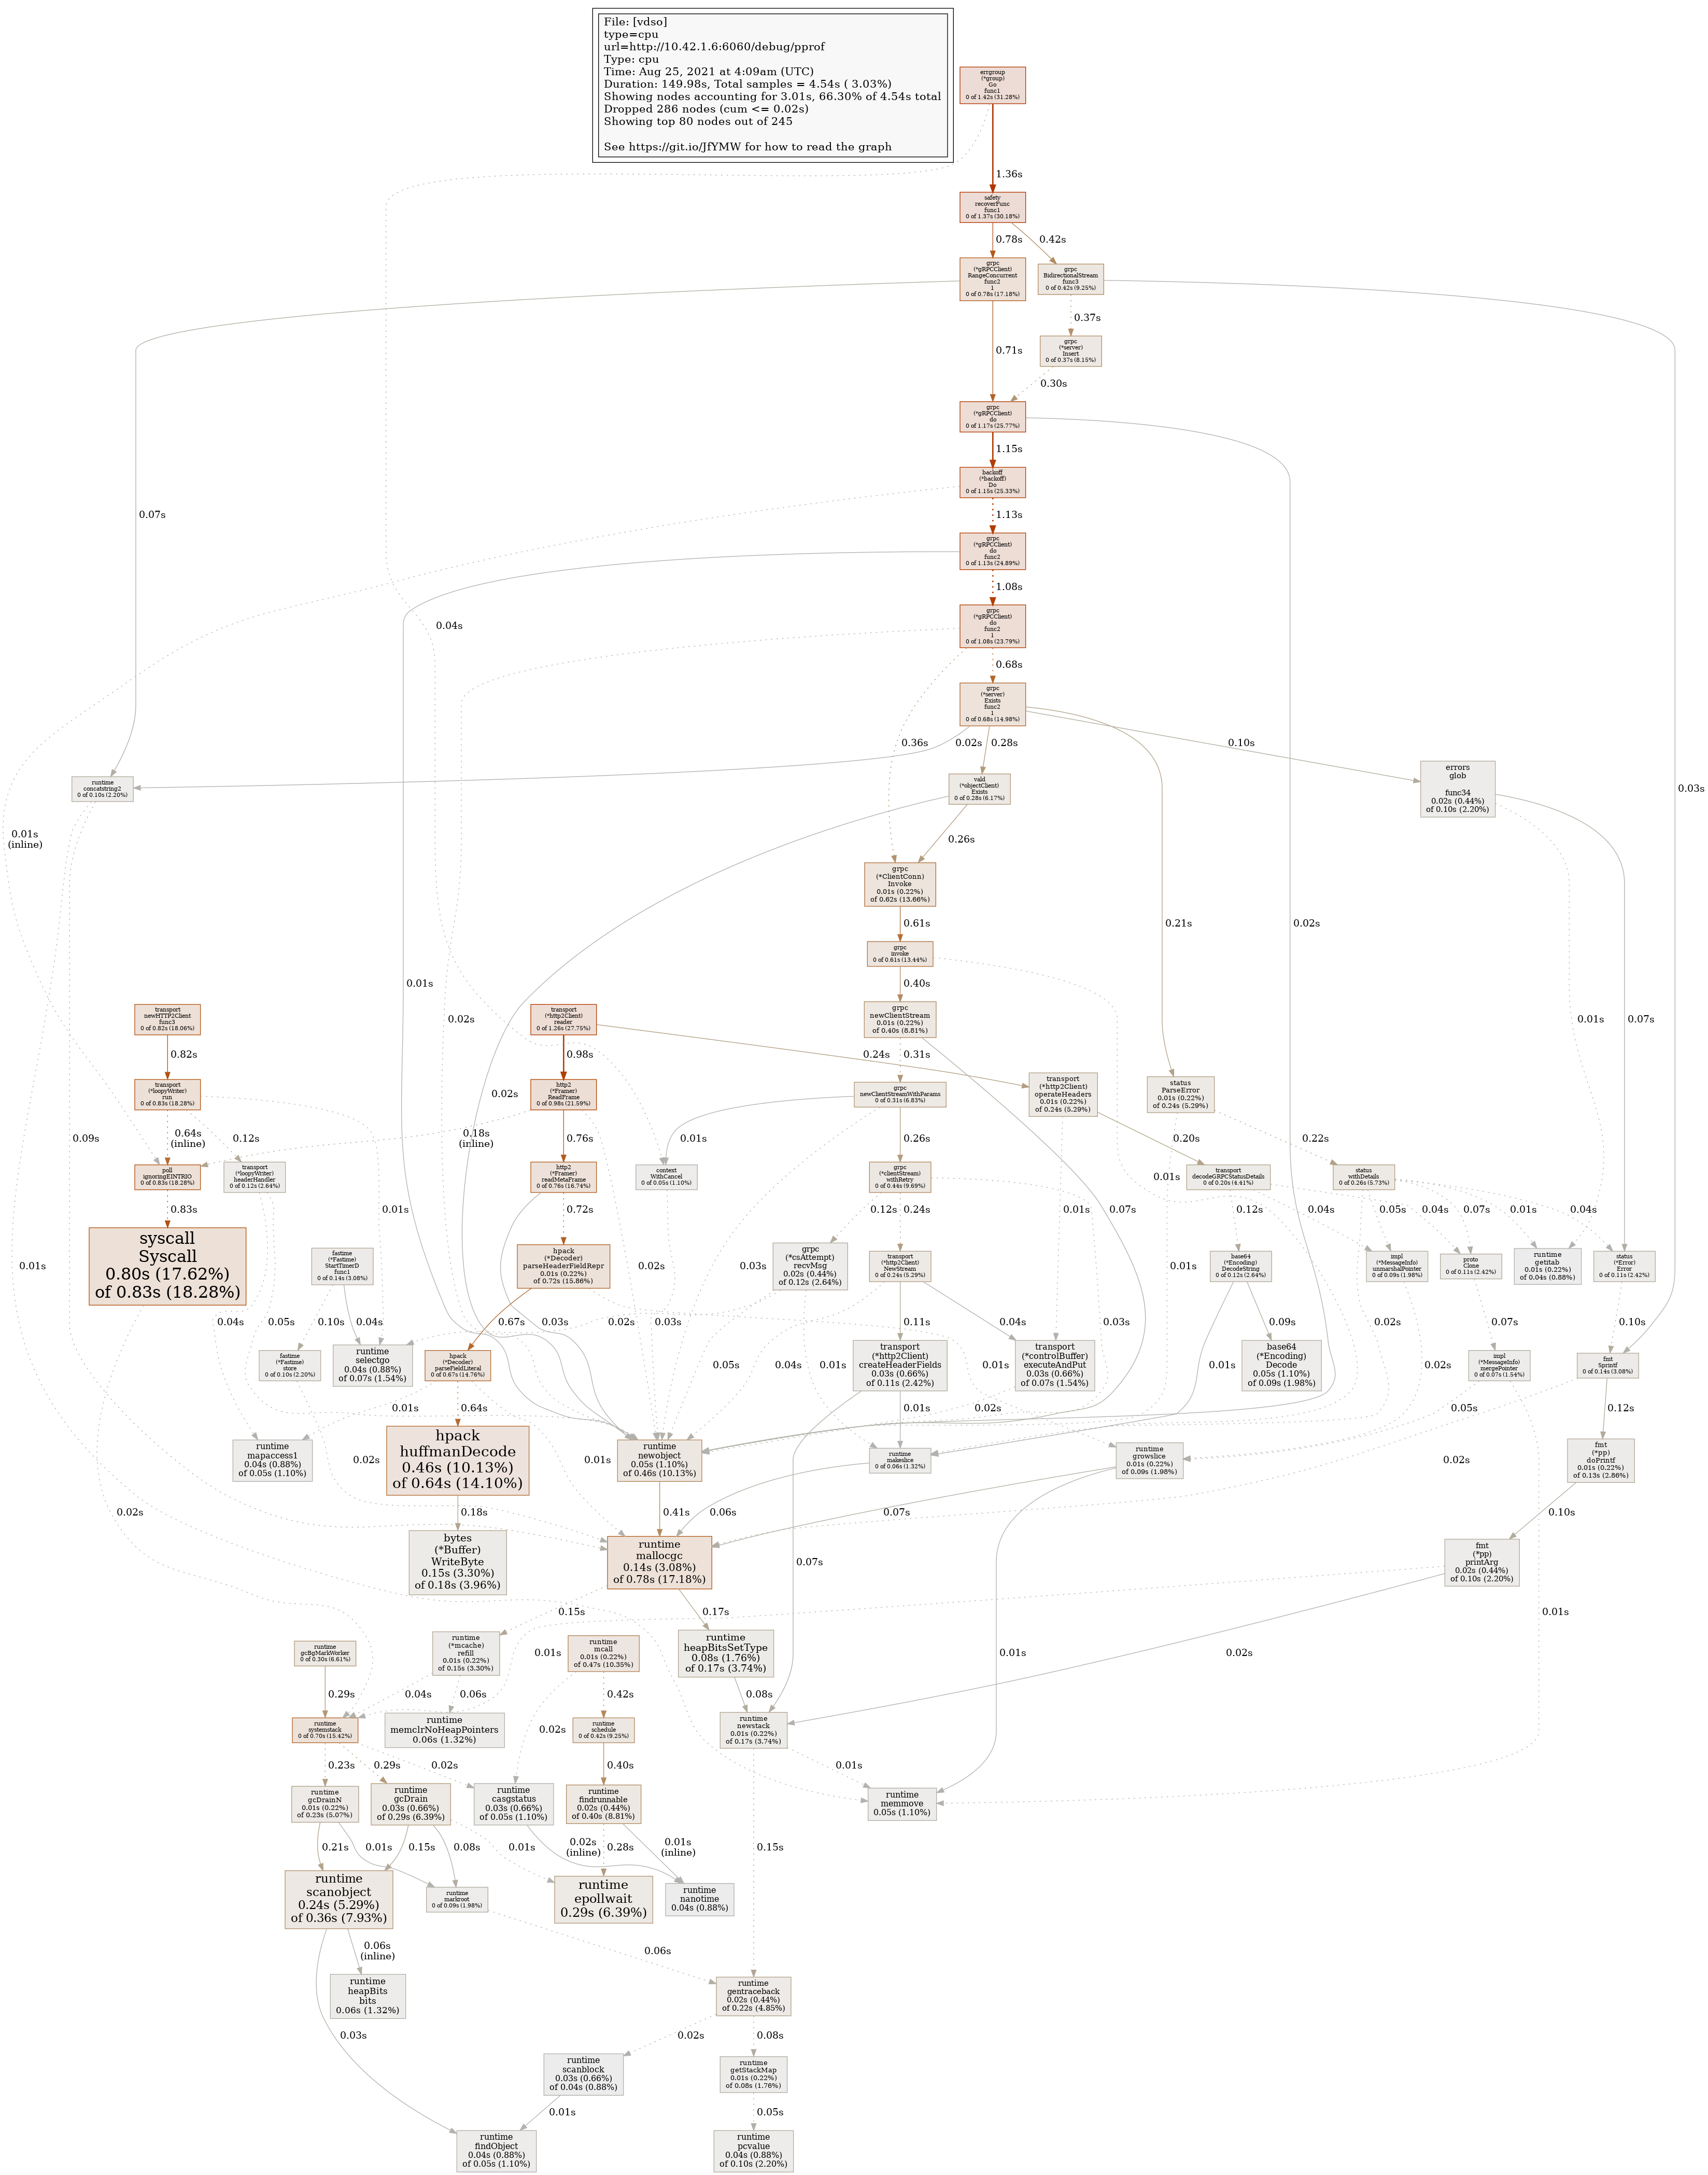 File: [vdso]
type=cpu
url=http://10.42.1.6:6060/debug/pprof
Type: cpu
Time: Aug 25, 2021 at 4:09am (UTC)
Duration: 149.98s, Total samples = 4.54s ( 3.03%)
Showing nodes accounting for 3.01s, 66.30% of 4.54s total
Dropped 286 nodes (cum <= 0.02s)
Showing top 80 nodes out of 245
See https://git.io/JfYMW for how to read the graph
errgroup
(*group)
Go
func1
0 of 1.42s (31.28%)
1.36s
safety
recoverFunc
func1
0 of 1.37s (30.18%)
0.78s
0.42s
grpc
(*gRPCClient)
RangeConcurrent
func2
1
0 of 0.78s (17.18%)
grpc
BidirectionalStream
func3
0 of 0.42s (9.25%)
0.37s
0.71s
grpc
(*server)
Insert
0 of 0.37s (8.15%)
0.30s
grpc
(*gRPCClient)
do
0 of 1.17s (25.77%)
1.15s
backoff
(*backoff)
Do
0 of 1.15s (25.33%)
0.07s
1.13s
grpc
(*gRPCClient)
do
func2
0 of 1.13s (24.89%)
1.08s
grpc
(*gRPCClient)
do
func2
1
0 of 1.08s (23.79%)
0.04s
0.68s
grpc
(*server)
Exists
func2
1
0 of 0.68s (14.98%)
0.36s
0.02s
0.28s
0.10s
runtime
concatstring2
0 of 0.10s (2.20%)
vald
(*objectClient)
Exists
0 of 0.28s (6.17%)
errors
glob
func34
0.02s (0.44%)
of 0.10s (2.20%)
0.03s
0.01s
(inline)
0.26s
grpc
(*ClientConn)
Invoke
0.01s (0.22%)
of 0.62s (13.66%)
0.61s
0.21s
0.02s
grpc
invoke
0 of 0.61s (13.44%)
0.01s
0.40s
transport
newHTTP2Client
func3
0 of 0.82s (18.06%)
transport
(*http2Client)
reader
0 of 1.26s (27.75%)
grpc
newClientStream
0.01s (0.22%)
of 0.40s (8.81%)
0.02s
0.01s
0.07s
0.82s
0.98s
0.24s
0.31s
transport
(*loopyWriter)
run
0 of 0.83s (18.28%)
http2
(*Framer)
ReadFrame
0 of 0.98s (21.59%)
0.02s
grpc
newClientStreamWithParams
0 of 0.31s (6.83%)
transport
(*http2Client)
operateHeaders
0.01s (0.22%)
of 0.24s (5.29%)
status
ParseError
0.01s (0.22%)
of 0.24s (5.29%)
0.09s
0.64s
(inline)
0.12s
0.18s
(inline)
0.76s
0.01s
0.26s
0.20s
0.22s
poll
ignoringEINTRIO
0 of 0.83s (18.28%)
transport
(*loopyWriter)
headerHandler
0 of 0.12s (2.64%)
http2
(*Framer)
readMetaFrame
0 of 0.76s (16.74%)
context
WithCancel
0 of 0.05s (1.10%)
grpc
(*clientStream)
withRetry
0 of 0.44s (9.69%)
0.01s
transport
decodeGRPCStatusDetails
0 of 0.20s (4.41%)
status
withDetails
0 of 0.26s (5.73%)
0.83s
0.01s
0.72s
0.12s
0.24s
0.07s
0.01s
0.12s
0.04s
0.05s
0.04s
0.07s
0.01s
0.04s
syscall
Syscall
0.80s (17.62%)
of 0.83s (18.28%)
fastime
(*Fastime)
StartTimerD
func1
0 of 0.14s (3.08%)
hpack
(*Decoder)
parseHeaderFieldRepr
0.01s (0.22%)
of 0.72s (15.86%)
grpc
(*csAttempt)
recvMsg
0.02s (0.44%)
of 0.12s (2.64%)
transport
(*http2Client)
NewStream
0 of 0.24s (5.29%)
base64
(*Encoding)
DecodeString
0 of 0.12s (2.64%)
impl
(*MessageInfo)
unmarshalPointer
0 of 0.09s (1.98%)
proto
Clone
0 of 0.11s (2.42%)
runtime
getitab
0.01s (0.22%)
of 0.04s (0.88%)
status
(*Error)
Error
0 of 0.11s (2.42%)
0.01s
0.02s
0.03s
0.01s
0.04s
0.05s
0.10s
0.04s
0.67s
0.03s
0.02s
0.03s
0.05s
0.04s
0.01s
0.11s
0.04s
0.03s
0.01s
0.01s
0.09s
0.02s
0.02s
0.07s
0.10s
fastime
(*Fastime)
store
0 of 0.10s (2.20%)
runtime
selectgo
0.04s (0.88%)
of 0.07s (1.54%)
hpack
(*Decoder)
parseFieldLiteral
0 of 0.67s (14.76%)
transport
(*http2Client)
createHeaderFields
0.03s (0.66%)
of 0.11s (2.42%)
transport
(*controlBuffer)
executeAndPut
0.03s (0.66%)
of 0.07s (1.54%)
base64
(*Encoding)
Decode
0.05s (1.10%)
of 0.09s (1.98%)
impl
(*MessageInfo)
mergePointer
0 of 0.07s (1.54%)
fmt
Sprintf
0 of 0.14s (3.08%)
0.01s
0.64s
0.01s
0.02s
0.05s
0.12s
runtime
mapaccess1
0.04s (0.88%)
of 0.05s (1.10%)
0.02s
hpack
huffmanDecode
0.46s (10.13%)
of 0.64s (14.10%)
0.01s
runtime
newobject
0.05s (1.10%)
of 0.46s (10.13%)
runtime
makeslice
0 of 0.06s (1.32%)
runtime
growslice
0.01s (0.22%)
of 0.09s (1.98%)
0.02s
fmt
(*pp)
doPrintf
0.01s (0.22%)
of 0.13s (2.86%)
0.02s
0.18s
0.41s
0.06s
0.07s
0.10s
bytes
(*Buffer)
WriteByte
0.15s (3.30%)
of 0.18s (3.96%)
runtime
mallocgc
0.14s (3.08%)
of 0.78s (17.18%)
0.07s
fmt
(*pp)
printArg
0.02s (0.44%)
of 0.10s (2.20%)
0.15s
0.17s
0.01s
runtime
gcBgMarkWorker
0 of 0.30s (6.61%)
runtime
(*mcache)
refill
0.01s (0.22%)
of 0.15s (3.30%)
0.01s
runtime
mcall
0.01s (0.22%)
of 0.47s (10.35%)
runtime
heapBitsSetType
0.08s (1.76%)
of 0.17s (3.74%)
0.01s
0.02s
0.29s
0.04s
0.06s
0.42s
0.08s
runtime
systemstack
0 of 0.70s (15.42%)
runtime
memclrNoHeapPointers
0.06s (1.32%)
0.02s
runtime
schedule
0 of 0.42s (9.25%)
runtime
newstack
0.01s (0.22%)
of 0.17s (3.74%)
0.23s
0.29s
0.02s
0.40s
0.01s
runtime
gcDrainN
0.01s (0.22%)
of 0.23s (5.07%)
runtime
gcDrain
0.03s (0.66%)
of 0.29s (6.39%)
runtime
casgstatus
0.03s (0.66%)
of 0.05s (1.10%)
runtime
findrunnable
0.02s (0.44%)
of 0.40s (8.81%)
runtime
memmove
0.05s (1.10%)
0.21s
0.01s
0.15s
0.08s
0.01s
0.02s
(inline)
0.28s
0.01s
(inline)
0.15s
runtime
scanobject
0.24s (5.29%)
of 0.36s (7.93%)
runtime
markroot
0 of 0.09s (1.98%)
runtime
epollwait
0.29s (6.39%)
runtime
nanotime
0.04s (0.88%)
0.06s
(inline)
0.06s
runtime
heapBits
bits
0.06s (1.32%)
runtime
gentraceback
0.02s (0.44%)
of 0.22s (4.85%)
0.03s
0.02s
0.08s
runtime
scanblock
0.03s (0.66%)
of 0.04s (0.88%)
runtime
getStackMap
0.01s (0.22%)
of 0.08s (1.76%)
0.01s
0.05s
runtime
findObject
0.04s (0.88%)
of 0.05s (1.10%)
runtime
pcvalue
0.04s (0.88%)
of 0.10s (2.20%)